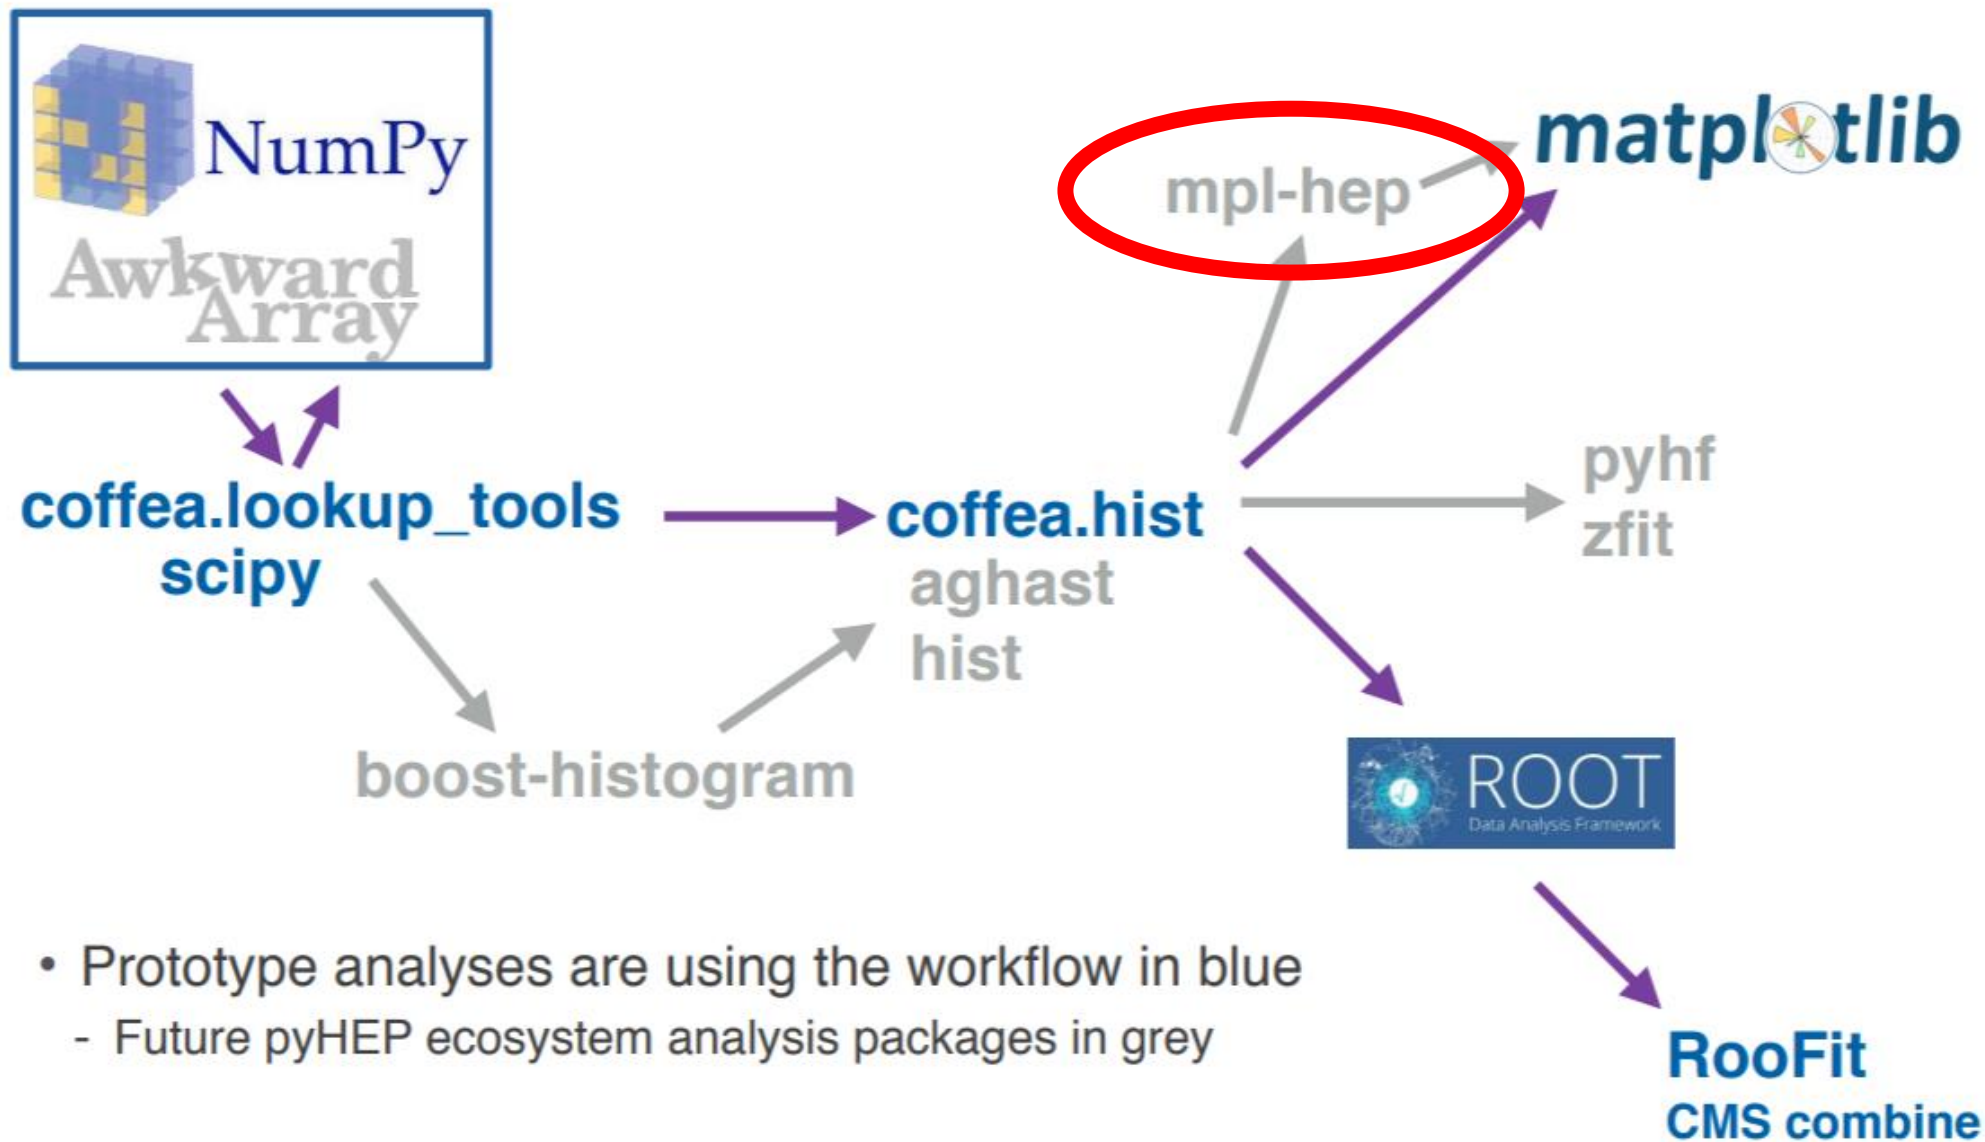 NumPy
Awkward
Array
mpl-hep
matplotlib
coffea.lookup_tools
scipy
coffea.hist
aghast
hist
pyhf
zfit
boost-histogram
ROOT
Data Analysis Framework
• Prototype analyses are using the workflow in blue
- Future pyHEP ecosystem analysis packages in grey
RooFit
CMS combine